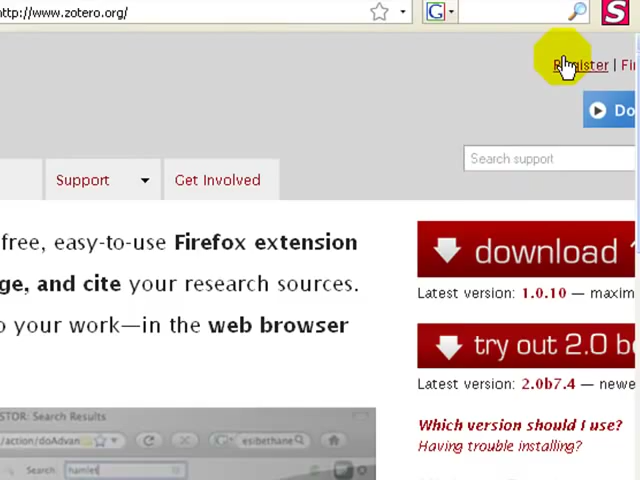 http://www.zotero.org/
G
S
Register | Fi
Do
Search support
Support
Get Involved
free, easy-to-use Firefox extension
ge, and cite your research sources.
o your work—in the web browser
download 1
Latest version: 1.0.10 — maxim
try out 2.0 be
Latest version: 2.0b7.4 — newe
Which version should I use?
Having trouble installing?
STOR: Search Results
/action/doAdvan
esibethane
Search: hamlet